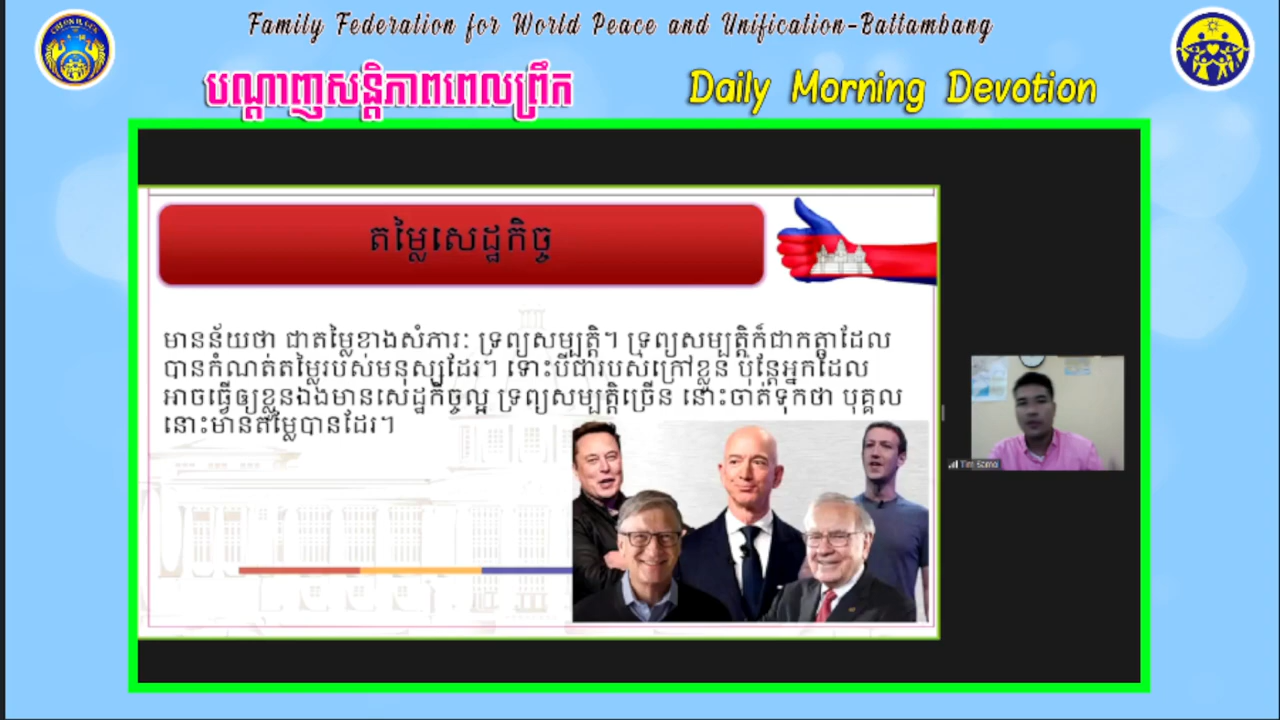 Family Federation for World Peace and Unification-Battambang
បណ្ដាញសន្តិភាពពេលព្រឹក
Daily Morning Devotion
តម្លៃសេដ្ឋកិច្ច
មានន័យថា ជាតម្លៃខាងសំភារៈ ទ្រព្យសម្បត្តិ។ ទ្រព្យសម្បត្តិក៏ជាកត្តាដែល
បានកំណត់តម្លៃរបស់មនុស្សដែរ។ ទោះបីជារបស់ក្រៅខ្លួន ប៉ុន្តែអ្នកដែល
អាចធ្វើឲ្យខ្លួនឯងមានសេដ្ឋកិច្ចល្អ ទ្រព្យសម្បត្តិច្រើន នោះចាត់ទុកថា បុគ្គល
នោះមានតម្លៃបានដែរ។